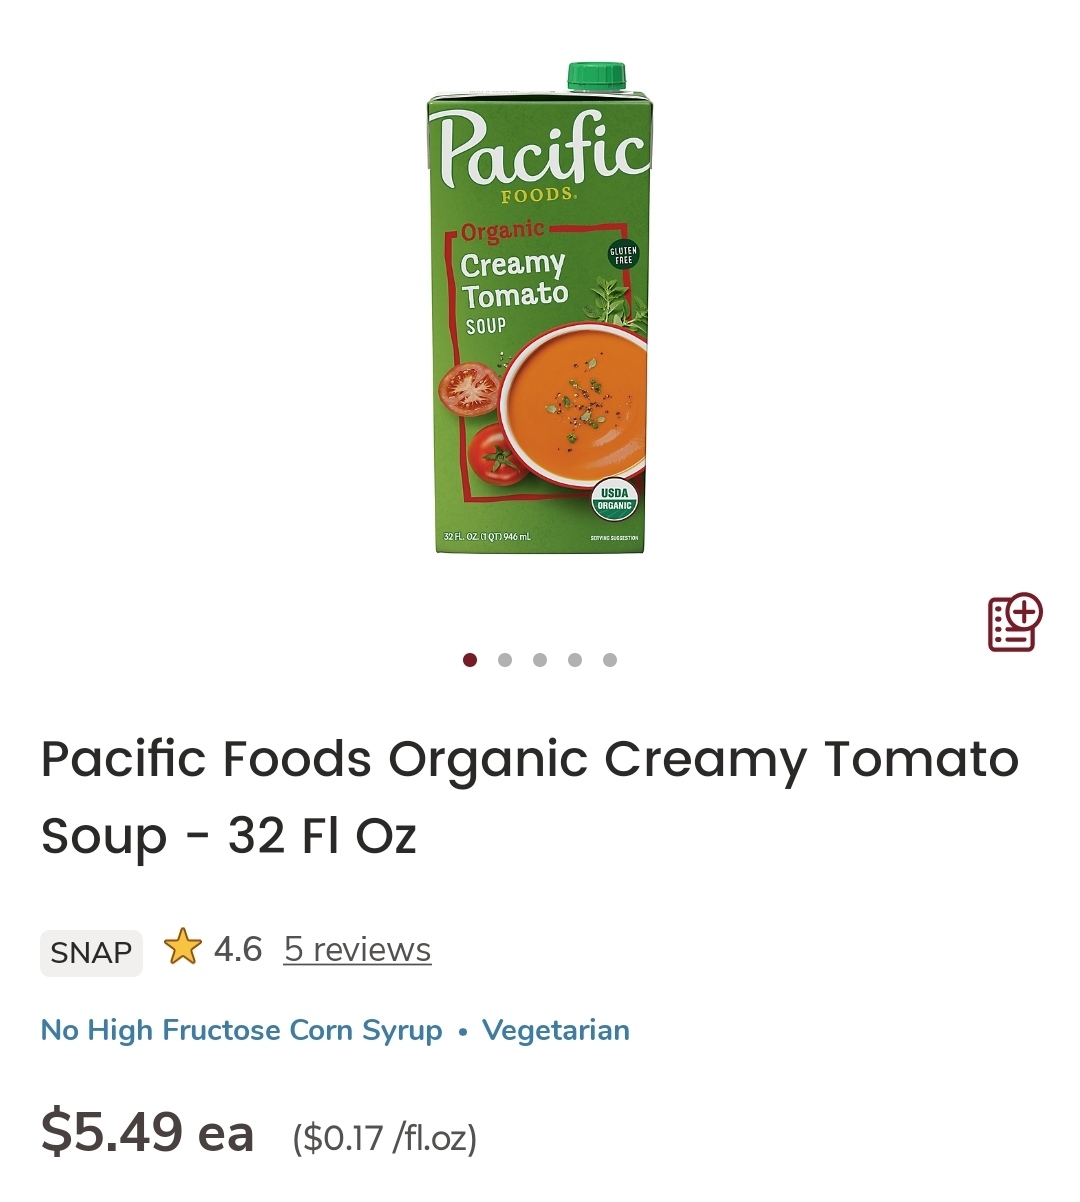 Pacific
FOODS®
Organic
Creamy
Tomato
SOUP
GLUTEN
FREE
USDA
ORGANIC
32 FL. OZ. (1 QT) 946 mL
SERVING SUGGESTION
Pacific Foods Organic Creamy Tomato
Soup - 32 Fl Oz
SNAP 4.6 5 reviews
No High Fructose Corn Syrup • Vegetarian
$5.49 ea ($0.17 /fl.oz)